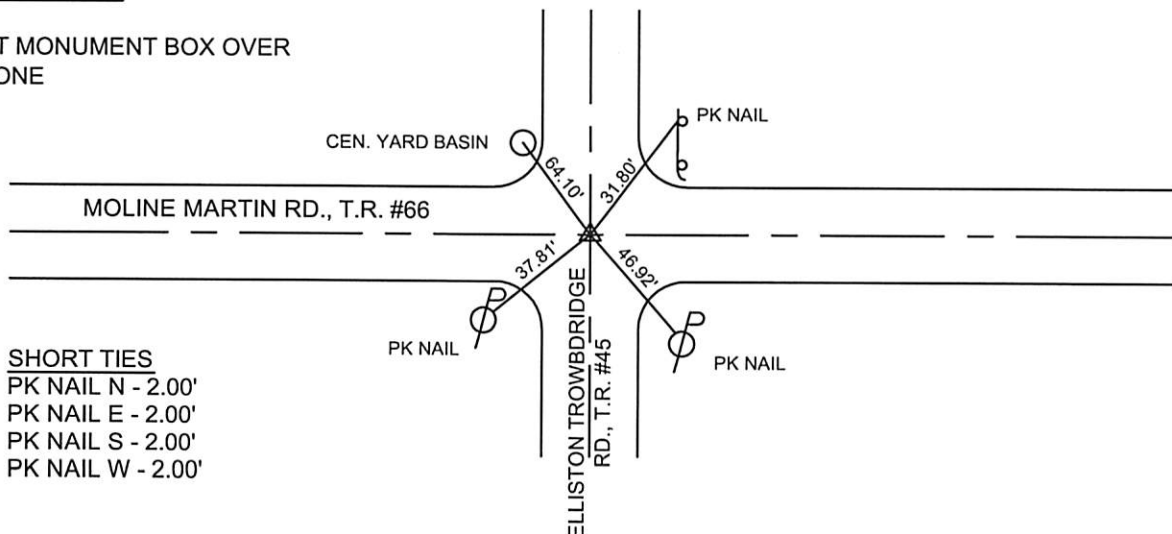 T MONUMENT BOX OVER
ONE
PK NAIL
CEN. YARD BASIN
64.10'
31.80'
MOLINE MARTIN RD., T.R. #66
37.81'
46.92'
ELLISTON TROWBDRIDGE
RD., T.R. #45
PK NAIL
PK NAIL
SHORT TIES
PK NAIL N - 2.00'
PK NAIL E - 2.00'
PK NAIL S - 2.00'
PK NAIL W - 2.00'